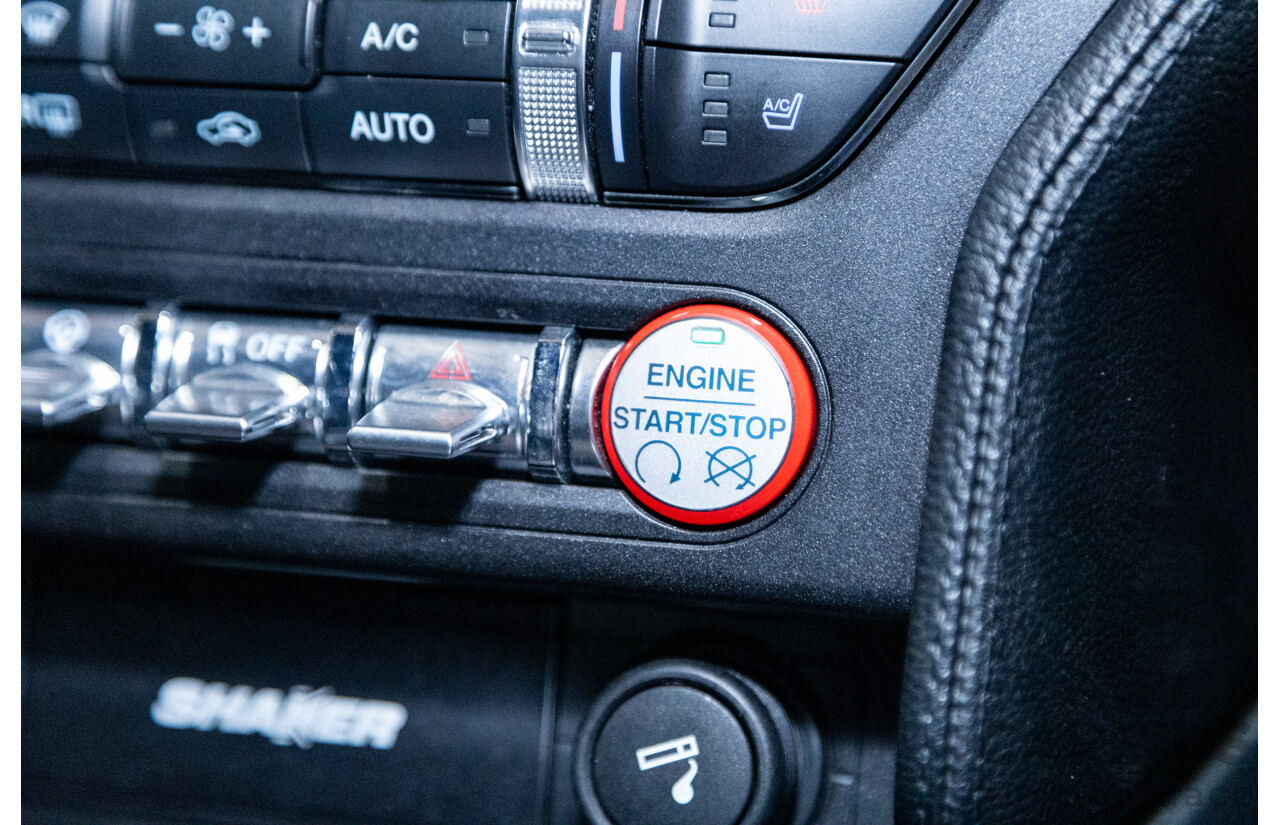 A/C
AUTO
A/C
OFF
ENGINE
START/STOP
SHAKER